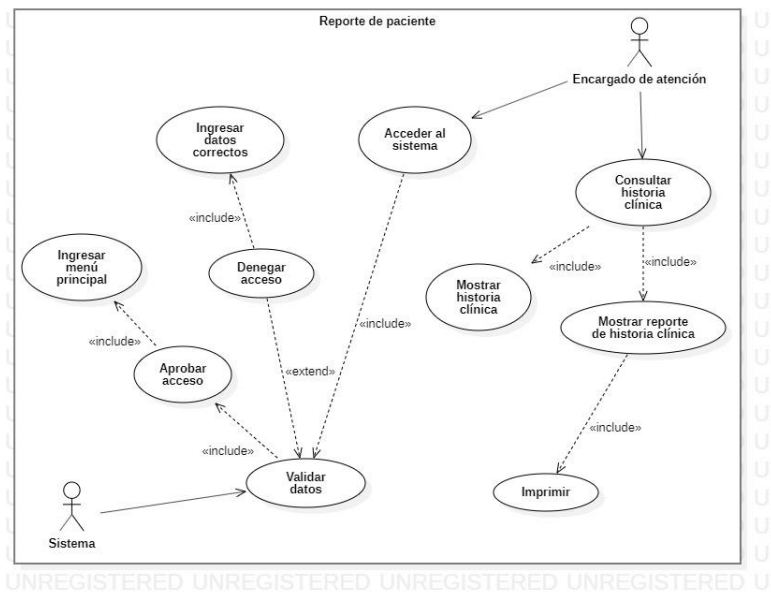 Reporte de paciente
Encargado de atención
Ingresar
datos
correctos
Acceder al
sistema
Consultar
historia
clínica
«include»
Ingresar
menú
principal
Denegar
acceso
«include»
«include»
Mostrar
historia
clínica
«include»
Mostrar reporte
de historia clínica
«include»
Aprobar
acceso
«extend»
«include»
«include»
Validar
datos
Imprimir
Sistema
UNREGISTERED UNREGISTERED UNREGISTERED UNREGISTERED U